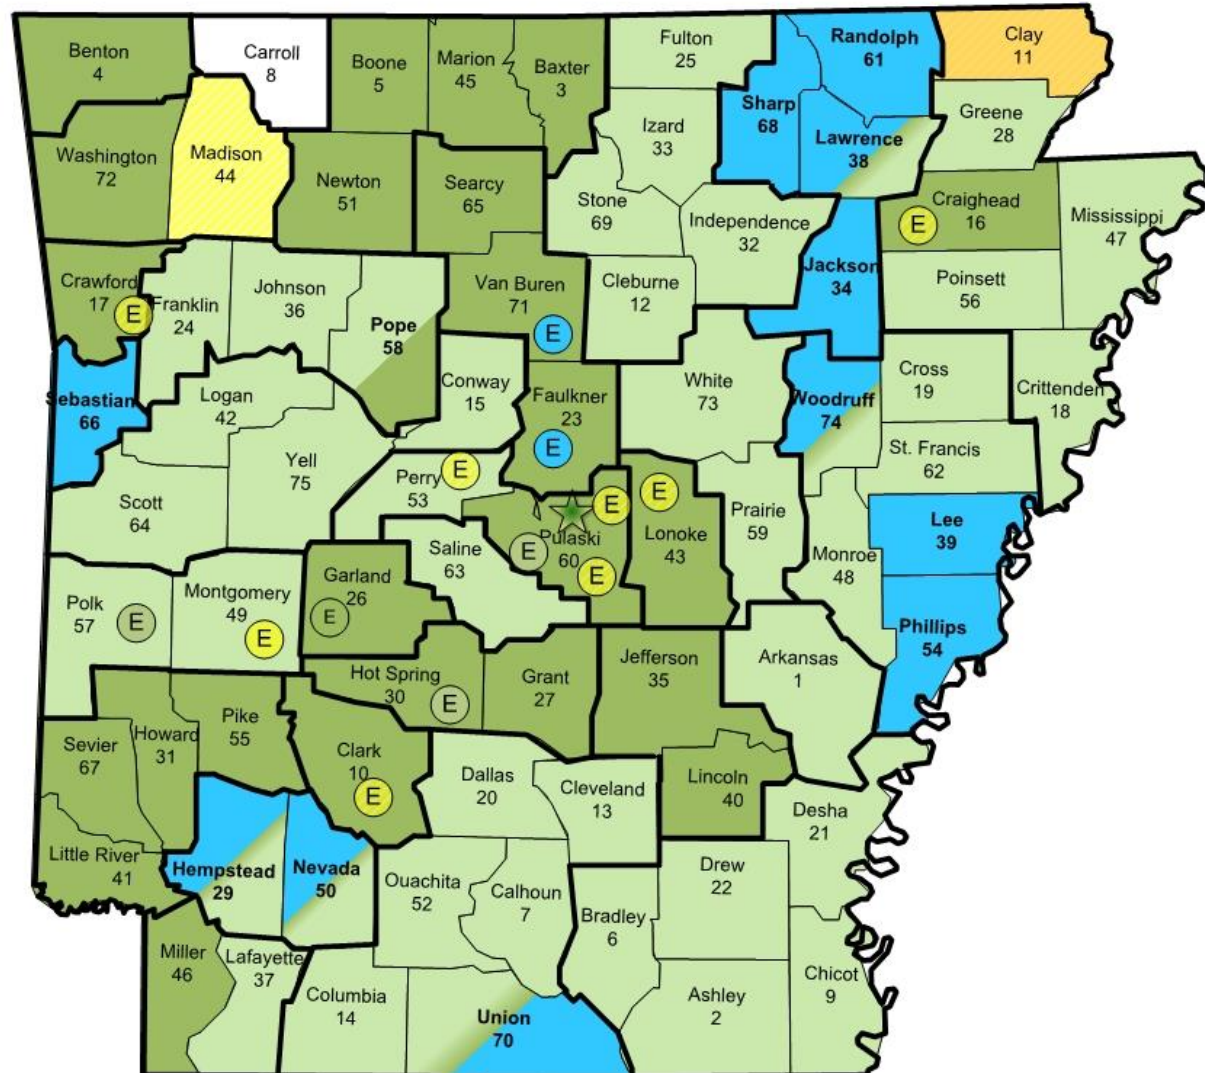 Benton
4
Carroll
8
Boone
5
Marion
45
Baxter
3
Fulton
25
Randolph
61
Clay
11
Sharp
68
Izard
33
Lawrence
38
Greene
28
Washington
72
Madison
44
Newton
51
Searcy
65
Stone
69
Independence
32
Craighead
16
E
Mississippi
47
Crawford
17
E
Franklin
24
Johnson
36
Pope
58
Van Buren
71
E
Cleburne
12
Jackson
34
Poinsett
56
Sebastian
66
Logan
42
Conway
15
Faulkner
23
E
White
73
Woodruff
74
Cross
19
Crittenden
18
Scott
64
Yell
75
Perry
53
E
St. Francis
62
Pulaski
60
E
E
E
Lonoke
43
E
Prairie
59
Monroe
48
Lee
39
Polk
57
E
Montgomery
49
E
Garland
26
E
Saline
63
Phillips
54
Hot Spring
30
E
Grant
27
Jefferson
35
Arkansas
1
Sevier
67
Howard
31
Pike
55
Clark
10
E
Dallas
20
Cleveland
13
Lincoln
40
Desha
21
Little River
41
Hempstead
29
Nevada
50
Ouachita
52
Calhoun
7
Bradley
6
Drew
22
Miller
46
Lafayette
37
Columbia
14
Union
70
Ashley
2
Chicot
9